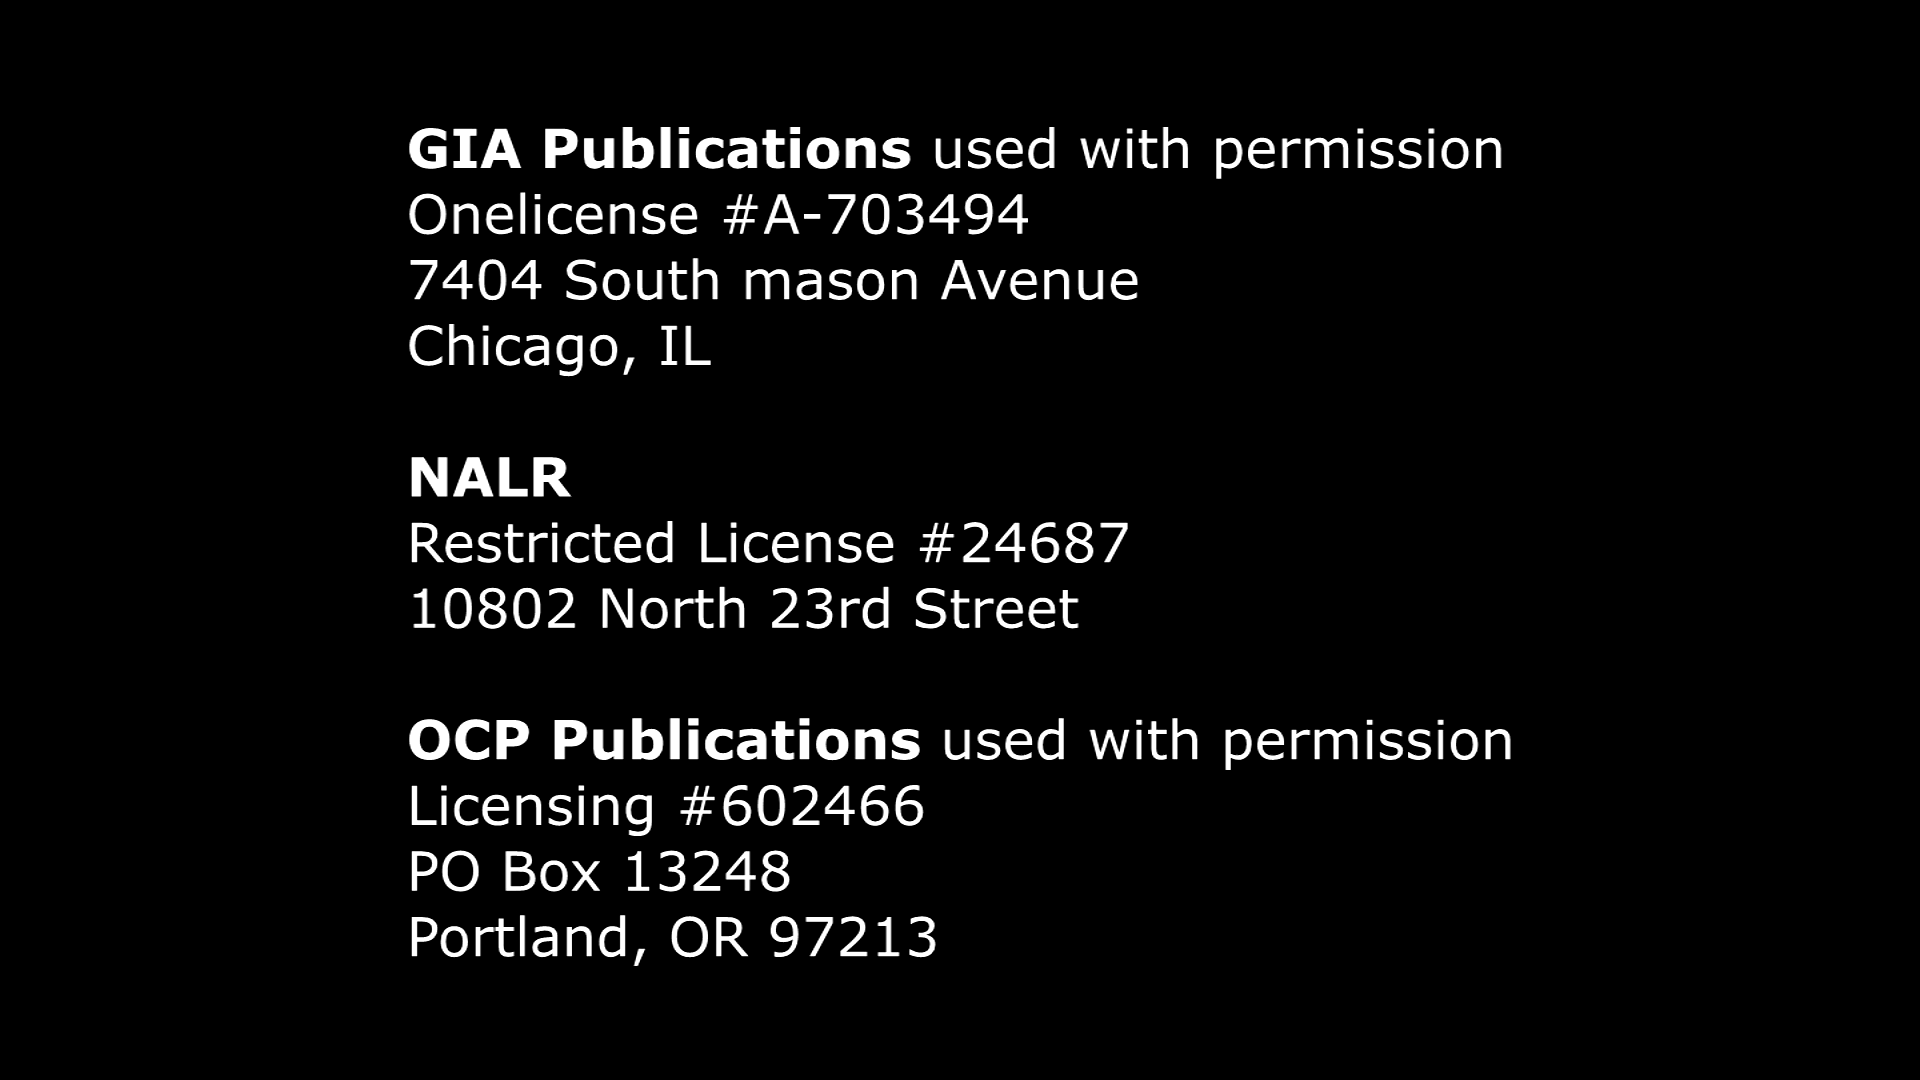 GIA Publications used with permission
Onelicense #A-703494
7404 South mason Avenue
Chicago, IL
NALR
Restricted License #24687
10802 North 23rd Street
OCP Publications used with permission
Licensing #602466
PO Box 13248
Portland, OR 97213